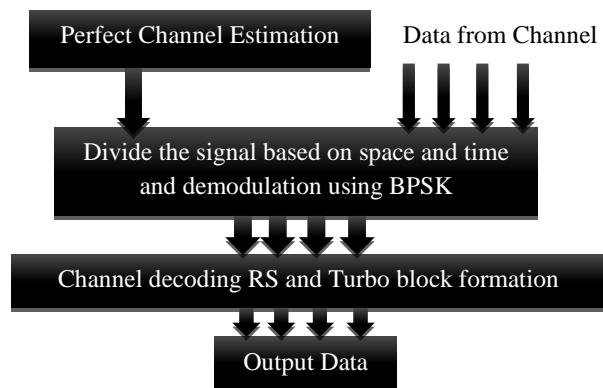 Perfect Channel Estimation
Data from Channel
Divide the signal based on space and time
and demodulation using BPSK
Channel decoding RS and Turbo block formation
Output Data